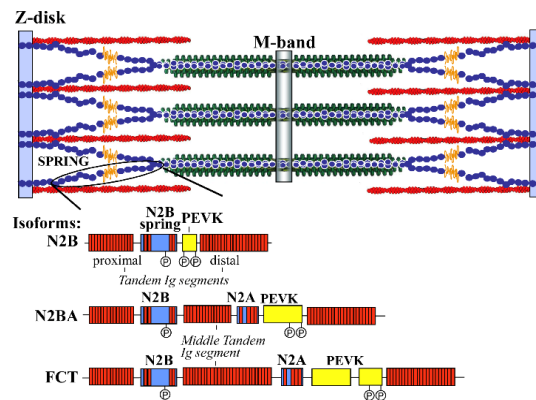 Z-disk
M-band
SPRING
Isoforms:
N2B
spring
PEVK
N2B
P
P P
proximal
distal
Tandem Ig segments
N2B
N2A
PEVK
N2BA
P
P P
Middle Tandem
Ig segment
N2B
N2A
PEVK
FCT
P
P P